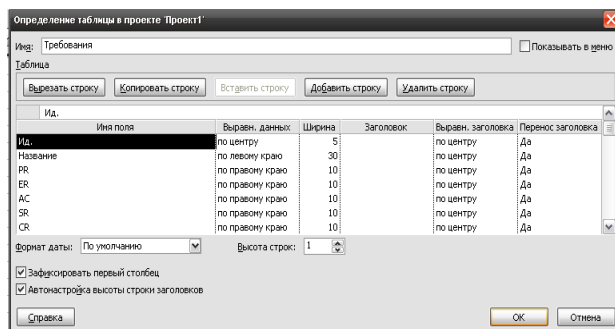 Определение таблицы в проекте 'Проект1'
Имя: Требования Показывать в меню
Таблица
Вырезать строку Копировать строку Вставить строку Добавить строку Удалить строку
Ид.
Имя поля Выравн. данных Ширина Заголовок Выравн. заголовка Перенос заголовка
Ид. по центру 5 по центру Да
Название по левому краю 30 по центру Да
PR по правому краю 10 по центру Да
ER по правому краю 10 по центру Да
AC по правому краю 10 по центру Да
SR по правому краю 10 по центру Да
CR по правому краю 10 по центру Да
Формат даты: По умолчанию Высота строк: 1
Зафиксировать первый столбец
Автонастройка высоты строки заголовков
Справка ОК Отмена